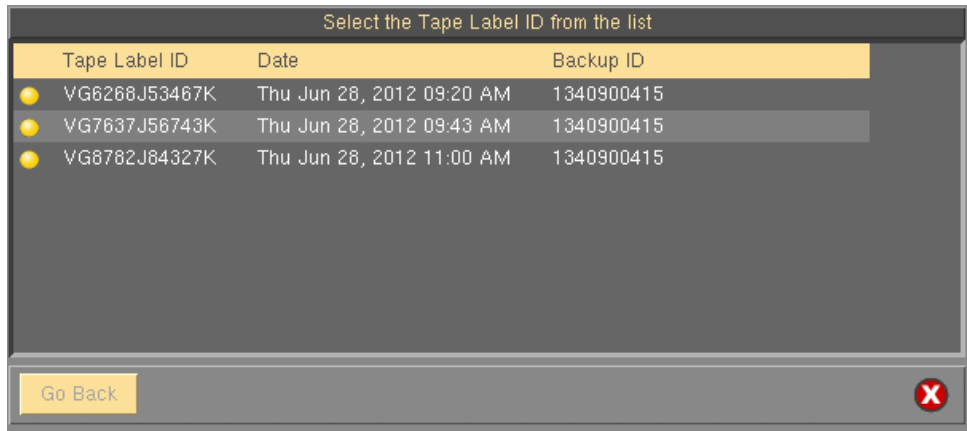 Select the Tape Label ID from the list
Tape Label ID Date Backup ID
VG6268J53467K Thu Jun 28, 2012 09:20 AM 1340900415
VG7637J56743K Thu Jun 28, 2012 09:43 AM 1340900415
VG8782J84327K Thu Jun 28, 2012 11:00 AM 1340900415
Go Back